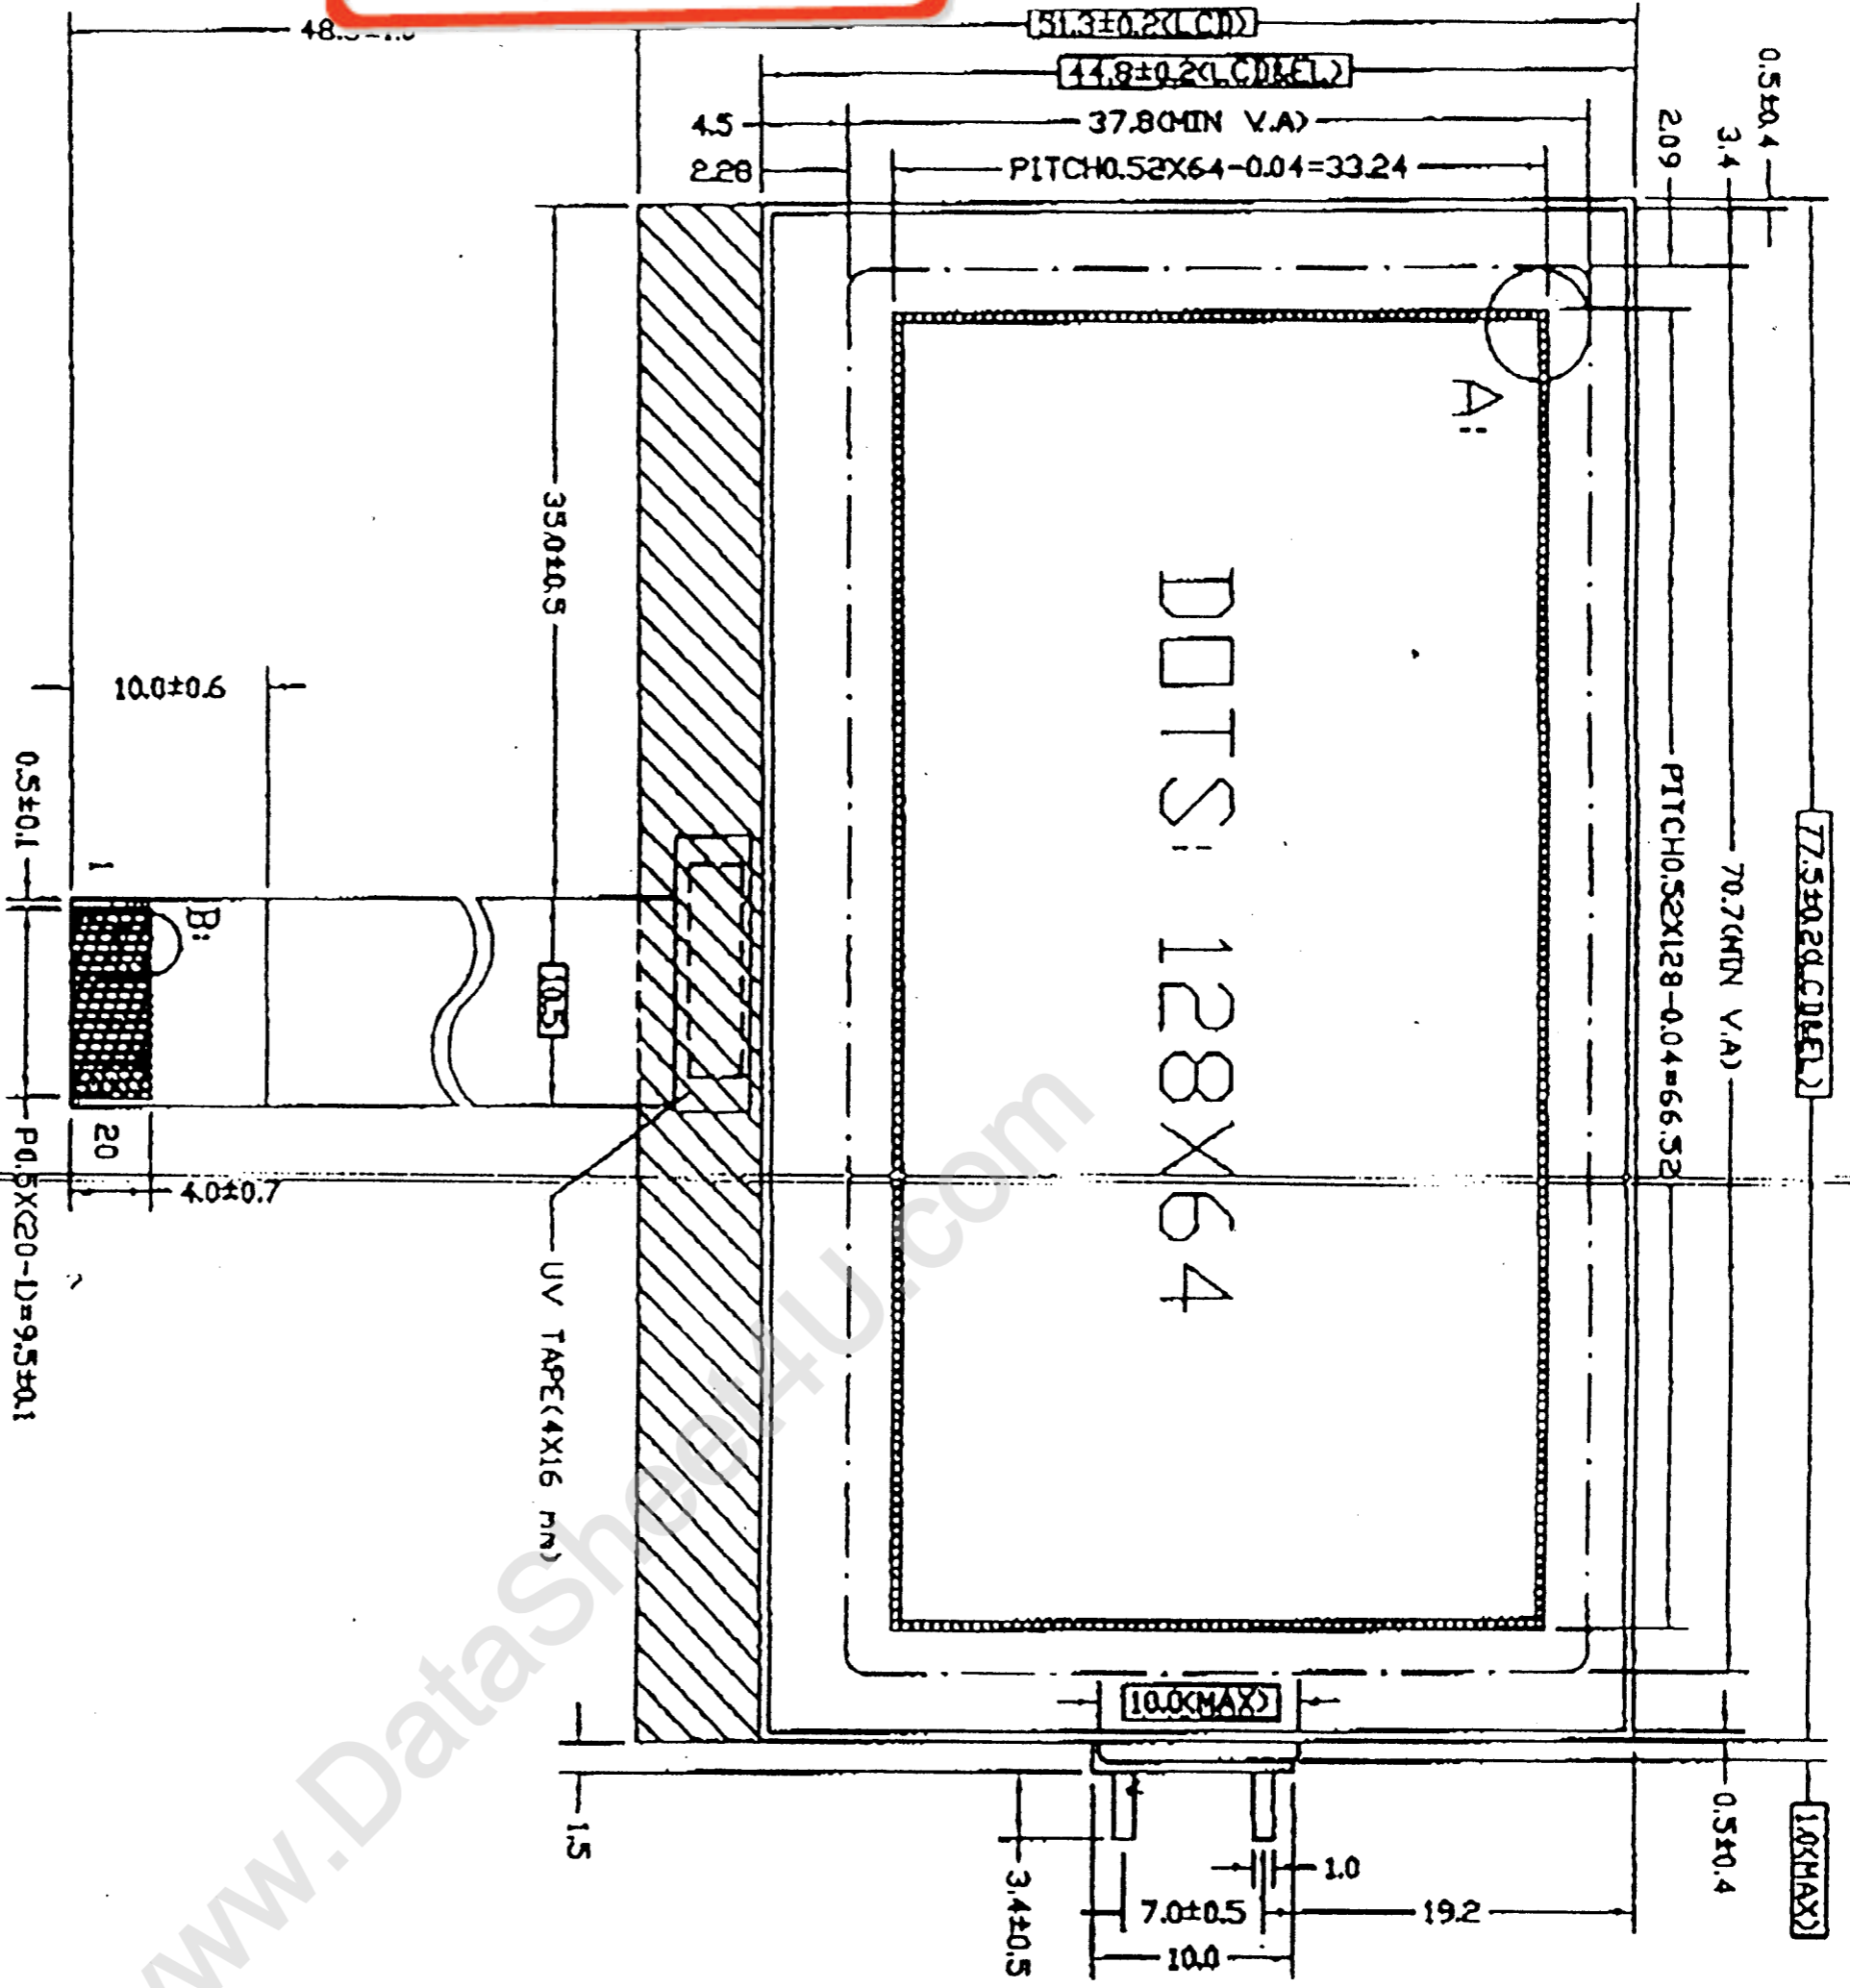 51.3±0.2(LCD)
44.8±0.2(LCD&EL)
4.5
37.8(MIN V.A)
2.28
PITCH0.52X64-0.04=33.24
0.5±0.4
3.4
2.09
77.5±0.2(LCD&EL)
70.7(MIN V.A)
PITCH0.52X128-0.04=66.52
A:
DOTS: 128X64
35.0±0.5
10.5
10.0±0.6
0.5±0.1
1
B:
20
4.0±0.7
P0.5X(20-1)=9.5±0.1
UV TAPE(4X16 mm)
10.0(MAX)
1.5
3.4±0.5
1.0
7.0±0.5
19.2
10.0
0.5±0.4
1.0(MAX)
www.DataSheet4U.com